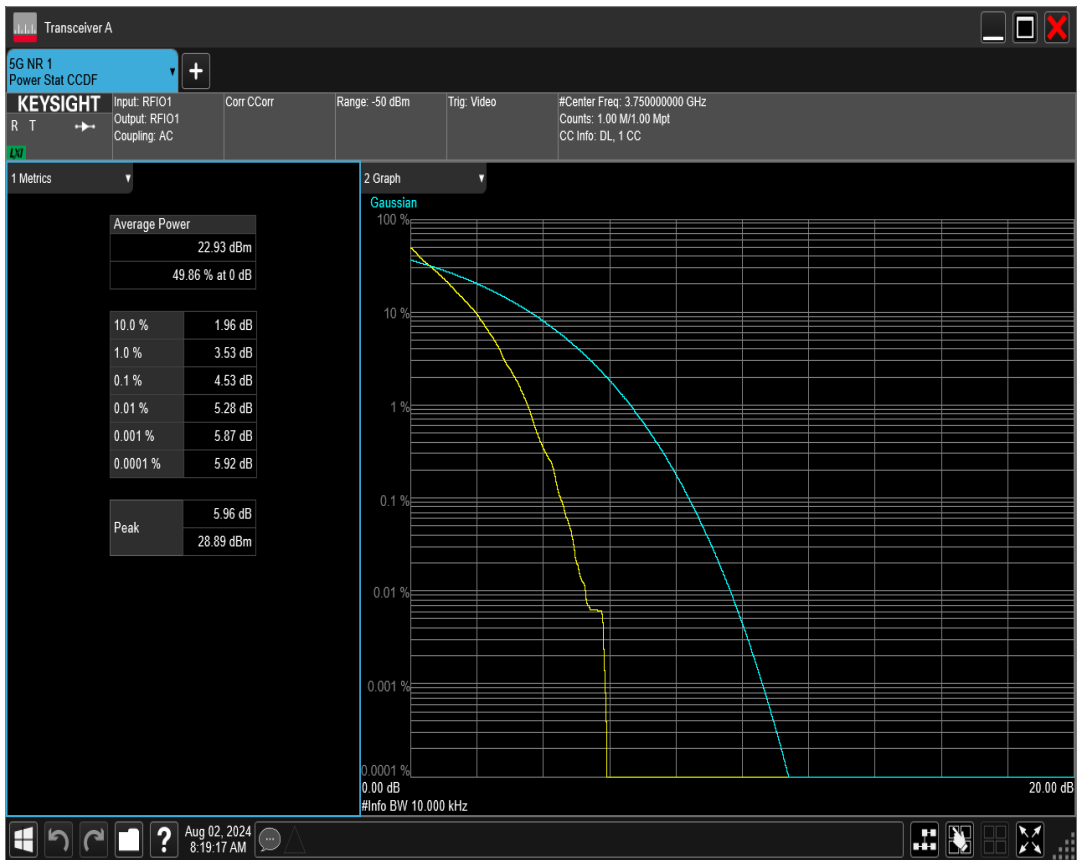 Transceiver A
5G NR 1
Power Stat CCDF
+
KEYSIGHT
R T
LXI
Input: RFIO1
Output: RFIO1
Coupling: AC
Corr CCorr
Range: -50 dBm
Trig: Video
#Center Freq: 3.750000000 GHz
Counts: 1.00 M/1.00 Mpt
CC Info: DL, 1 CC
1 Metrics
Average Power
22.93 dBm
49.86 % at 0 dB
10.0 % 1.96 dB
1.0 % 3.53 dB
0.1 % 4.53 dB
0.01 % 5.28 dB
0.001 % 5.87 dB
0.0001 % 5.92 dB
Peak
5.96 dB
28.89 dBm
2 Graph
Gaussian
100 %
10 %
1 %
0.1 %
0.01 %
0.001 %
0.0001 %
0.00 dB 20.00 dB
#Info BW 10.000 kHz
?
Aug 02, 2024
8:19:17 AM